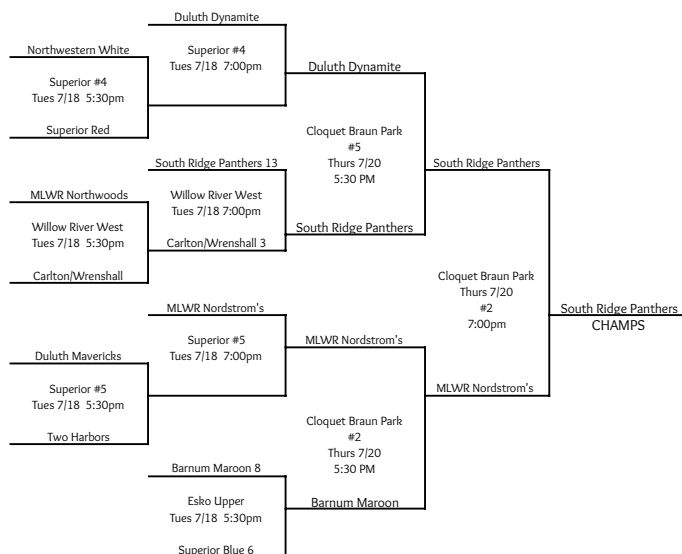 Duluth Dynamite
Northwestern White
Superior #4
Tues 7/18 7:00pm
Duluth Dynamite
Superior #4
Tues 7/18 5:30pm
Superior Red
Cloquet Braun Park
#5
Thurs 7/20
5:30 PM
South Ridge Panthers 13
South Ridge Panthers
MLWR Northwoods
Willow River West
Tues 7/18 7:00pm
Willow River West
Tues 7/18 5:30pm
South Ridge Panthers
Carlton/Wrenshall 3
Carlton/Wrenshall
Cloquet Braun Park
Thurs 7/20
#2
7:00pm
South Ridge Panthers
CHAMPS
MLWR Nordstrom's
Superior #5
Tues 7/18 7:00pm
MLWR Nordstrom's
Duluth Mavericks
Superior #5
Tues 7/18 5:30pm
MLWR Nordstrom's
Two Harbors
Cloquet Braun Park
#2
Thurs 7/20
5:30 PM
Barnum Maroon 8
Esko Upper
Tues 7/18 5:30pm
Barnum Maroon
Superior Blue 6